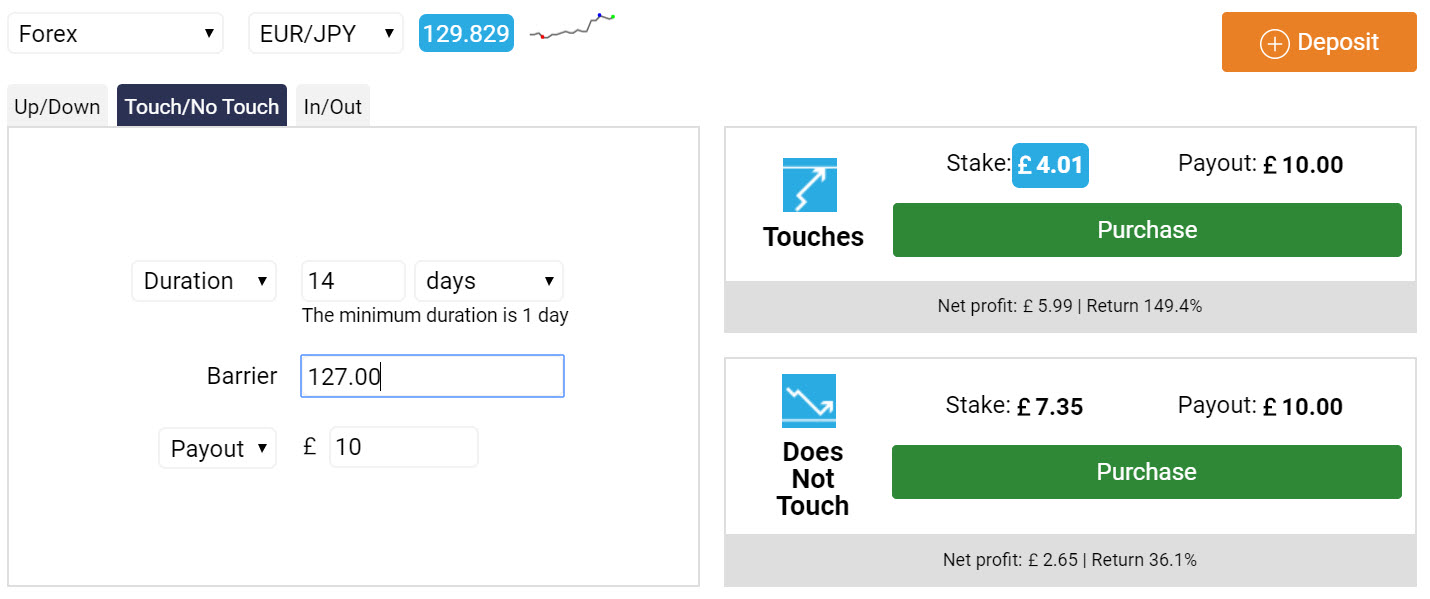 Forex EUR/JPY 129.829
Deposit
Up/Down Touch/No Touch In/Out
Duration 14 days
The minimum duration is 1 day
Barrier 127.00
Payout £ 10
Stake: £ 4.01 Payout: £ 10.00
Touches
Purchase
Net profit: £ 5.99 | Return 149.4%
Stake: £ 7.35 Payout: £ 10.00
Does
Not
Touch
Purchase
Net profit: £ 2.65 | Return 36.1%